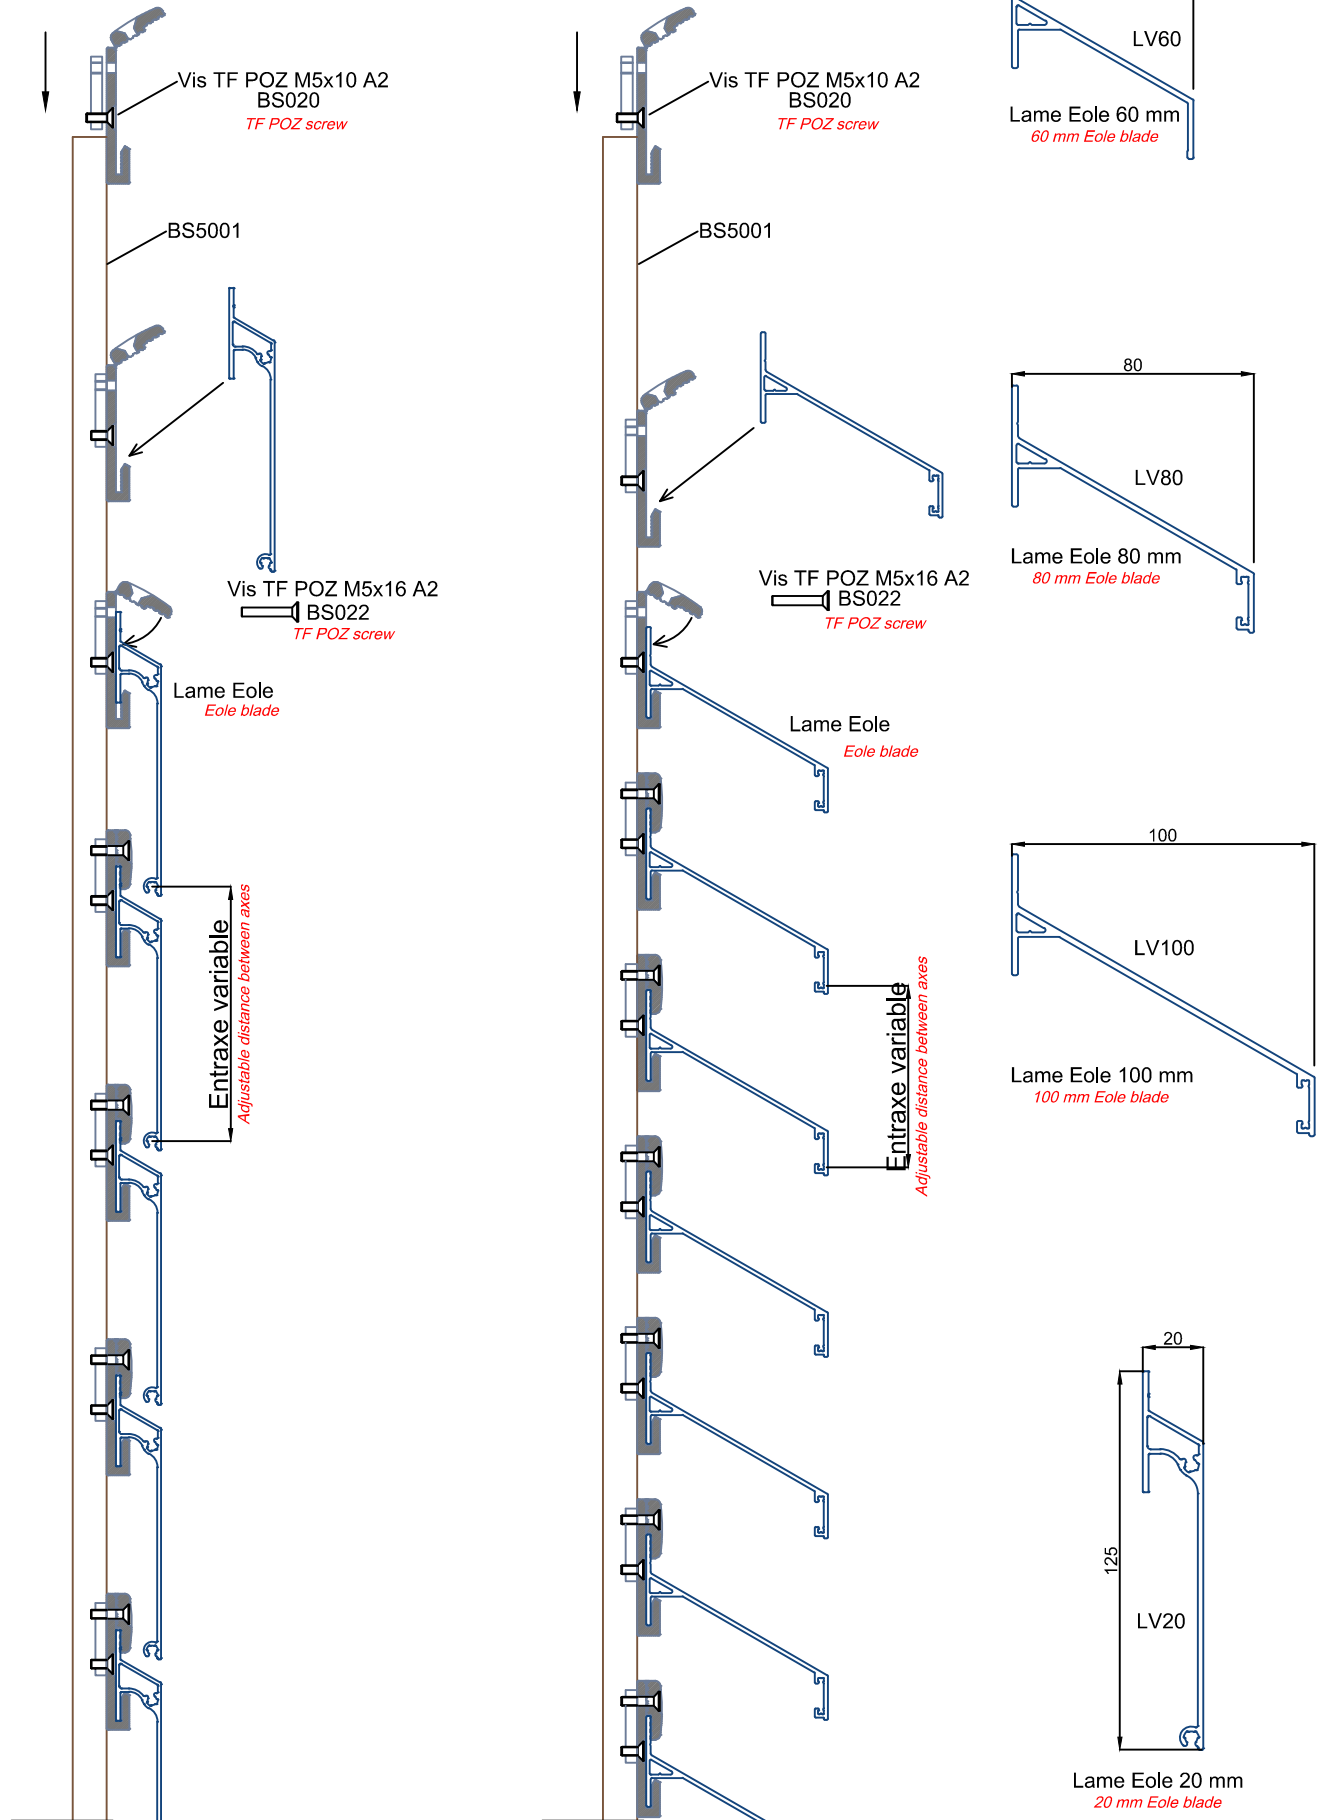 Vis TF POZ M5x10 A2
BS020
TF POZ screw
BS5001
Vis TF POZ M5x16 A2
BS022
TF POZ screw
Lame Eole
Eole blade
Entraxe variable
Adjustable distance between axes
Vis TF POZ M5x10 A2
BS020
TF POZ screw
BS5001
Vis TF POZ M5x16 A2
BS022
TF POZ screw
Lame Eole
Eole blade
Entraxe variable
Adjustable distance between axes
LV60
Lame Eole 60 mm
60 mm Eole blade
80
LV80
Lame Eole 80 mm
80 mm Eole blade
100
LV100
Lame Eole 100 mm
100 mm Eole blade
20
125
LV20
Lame Eole 20 mm
20 mm Eole blade